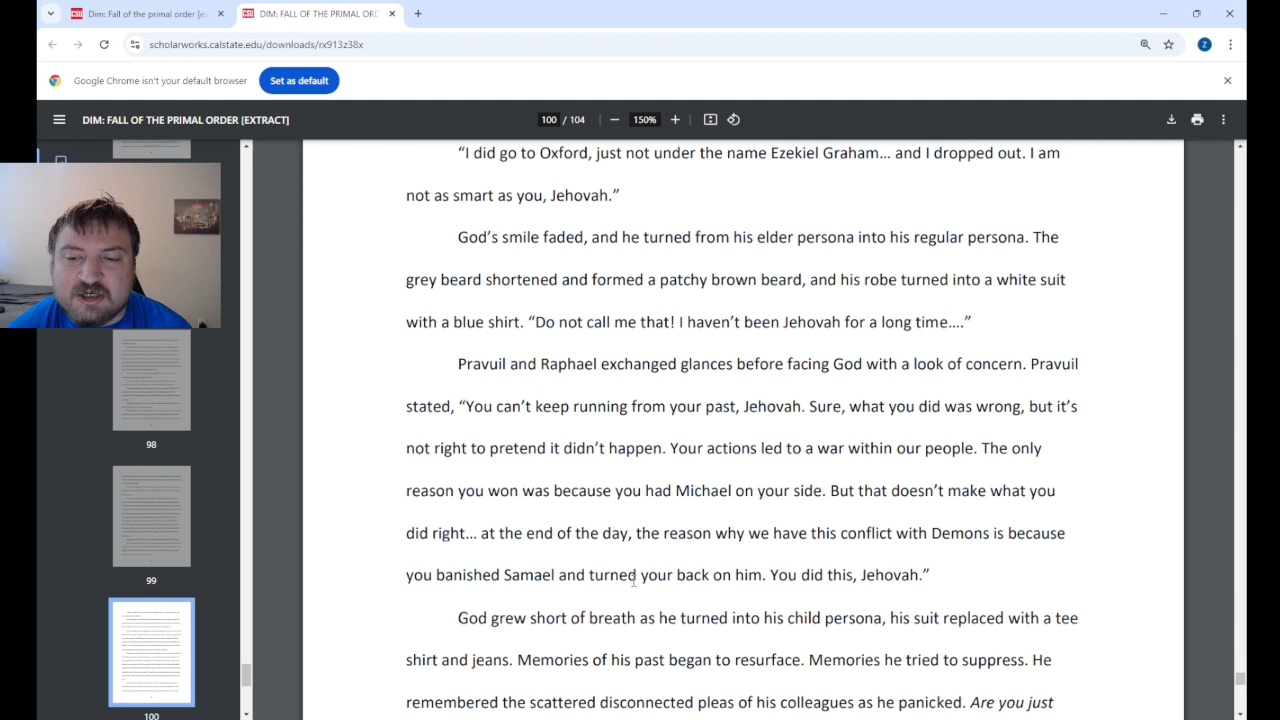 DIM: Fall of the primal order [ex
DIM: FALL OF THE PRIMAL ORD
scholarworks.calstate.edu/downloads/rx913z38x
Z
Google Chrome isn't your default browser
Set as default
DIM: FALL OF THE PRIMAL ORDER [EXTRACT]
100 / 104
150%
“I did go to Oxford, just not under the name Ezekiel Graham… and I dropped out. I am
not as smart as you, Jehovah.”
God’s smile faded, and he turned from his elder persona into his regular persona. The
grey beard shortened and formed a patchy brown beard, and his robe turned into a white suit
with a blue shirt. “Do not call me that! I haven’t been Jehovah for a long time….”
Pravuil and Raphael exchanged glances before facing God with a look of concern. Pravuil
stated, “You can’t keep running from your past, Jehovah. Sure, what you did was wrong, but it’s
not right to pretend it didn’t happen. Your actions led to a war within our people. The only
reason you won was because you had Michael on your side. But that doesn’t make what you
did right… at the end of the day, the reason why we have this conflict with Demons is because
you banished Samael and turned your back on him. You did this, Jehovah.”
God grew short of breath as he turned into his child persona, his suit replaced with a tee
shirt and jeans. Memories of his past began to resurface. Memories he tried to suppress. He
remembered the scattered disconnected pleas of his colleagues as he panicked. Are you just
98
99
100